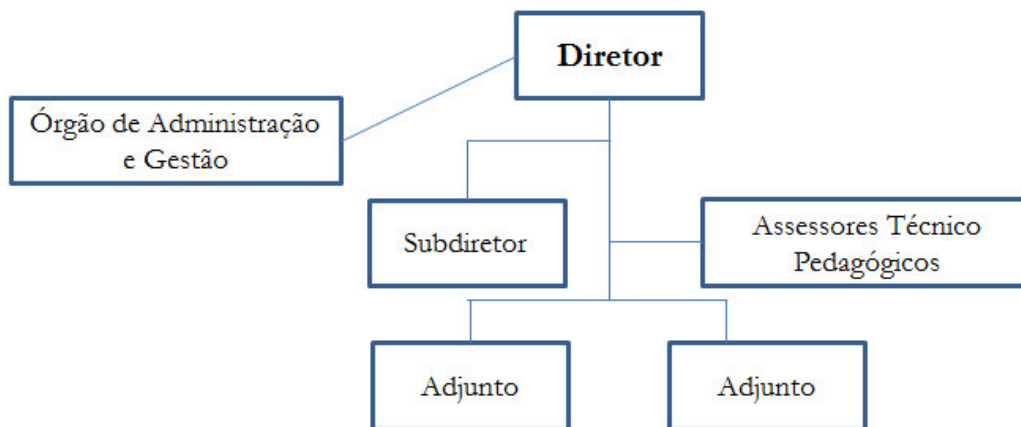 Diretor
Órgão de Administração
e Gestão
Subdiretor
Assessores Técnico
Pedagógicos
Adjunto
Adjunto